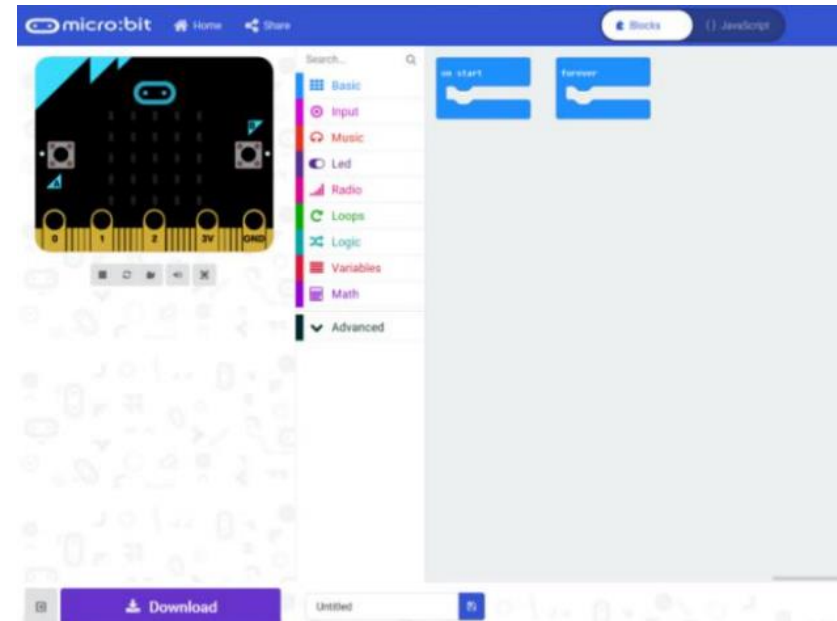 micro:bit Home Share Blocks {} JavaScript
Search...
Basic
Input
Music
Led
Radio
Loops
Logic
Variables
Math
Advanced
on start forever
B
A
0 1 2 3V GND
Download
Untitled